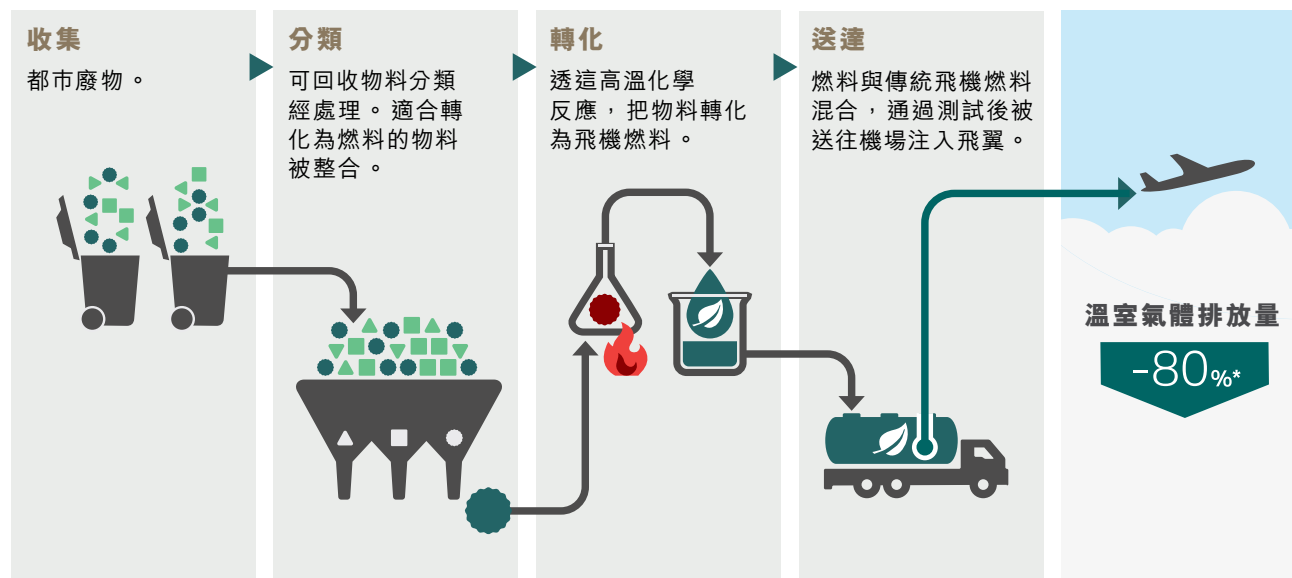 收集
都市廢物。
分類
可回收物料分類
經處理。適合轉
化為燃料的物料
被整合。
轉化
透這高溫化學
反應，把物料轉化
為飛機燃料。
送達
燃料與傳統飛機燃料
混合，通過測試後被
送往機場注入飛翼。
溫室氣體排放量
-80%*